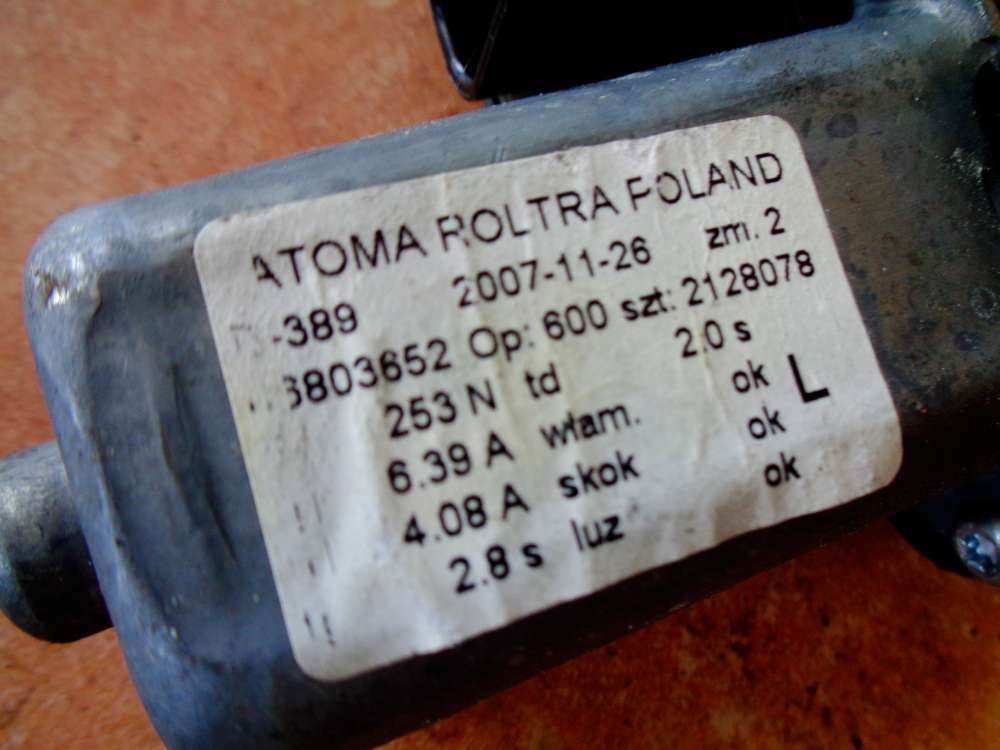 ATOMA ROLTRA POLAND
-389 2007-11-26 zm. 2
8803652 Op: 600 szt: 2128078
253 N td 2.0 s
6.39 A włam. ok L
4.08 A skok ok
2.8 s luz ok